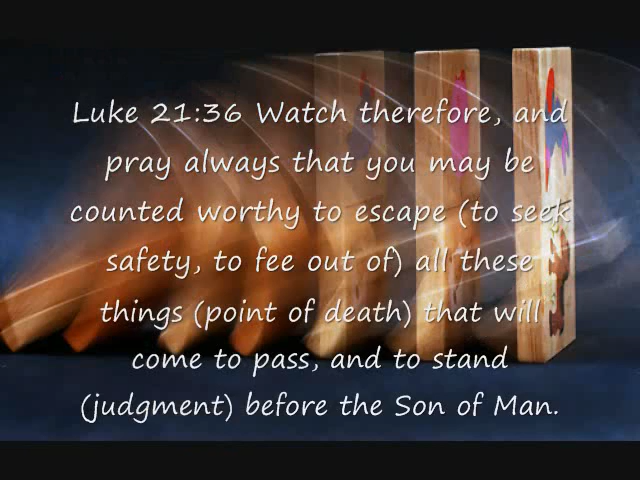 Luke 21:36 Watch therefore, and
pray always that you may be
counted worthy to escape (to seek
safety, to fee out of) all these
things (point of death) that will
come to pass, and to stand
(judgment) before the Son of Man.